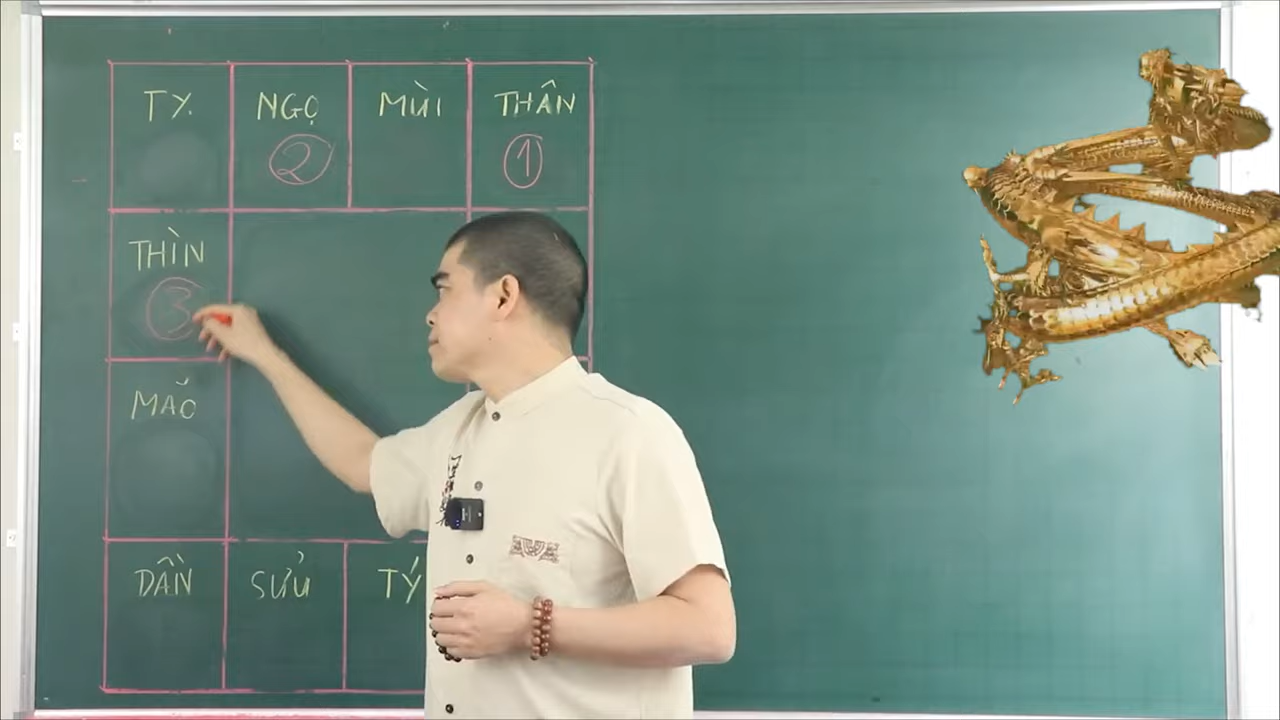 TỴ NGỌ MÙI THÂN
② ①
THÌN
③
MÃO
DẦN SỬU TÝ